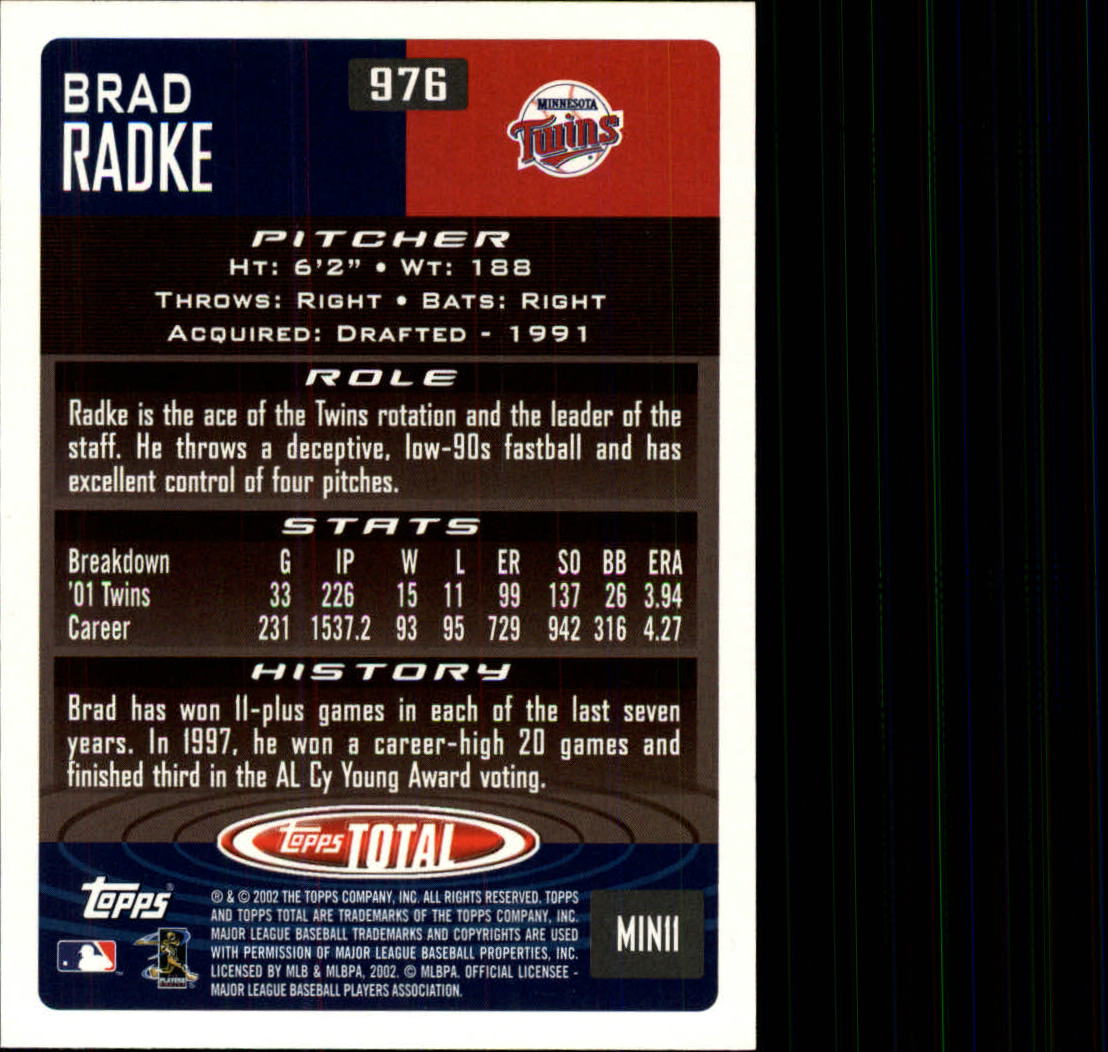 BRAD
RADKE
976
MINNESOTA
Twins
PITCHER
HT: 6'2" • WT: 188
THROWS: RIGHT • BATS: RIGHT
ACQUIRED: DRAFTED - 1991
ROLE
Radke is the ace of the Twins rotation and the leader of the
staff. He throws a deceptive, low-90s fastball and has
excellent control of four pitches.
STATS
Breakdown G IP W L ER SO BB ERA
'01 Twins 33 226 15 11 99 137 26 3.94
Career 231 1537.2 93 95 729 942 316 4.27
HISTORY
Brad has won 11-plus games in each of the last seven
years. In 1997, he won a career-high 20 games and
finished third in the AL Cy Young Award voting.
Topps TOTAL
Topps®
® & © 2002 THE TOPPS COMPANY, INC. ALL RIGHTS RESERVED. TOPPS
AND TOPPS TOTAL ARE TRADEMARKS OF THE TOPPS COMPANY, INC.
MAJOR LEAGUE BASEBALL TRADEMARKS AND COPYRIGHTS ARE USED
WITH PERMISSION OF MAJOR LEAGUE BASEBALL PROPERTIES, INC.
LICENSED BY MLB & MLBPA, 2002. © MLBPA. OFFICIAL LICENSEE -
MAJOR LEAGUE BASEBALL PLAYERS ASSOCIATION.
MIN11
PLAYERS